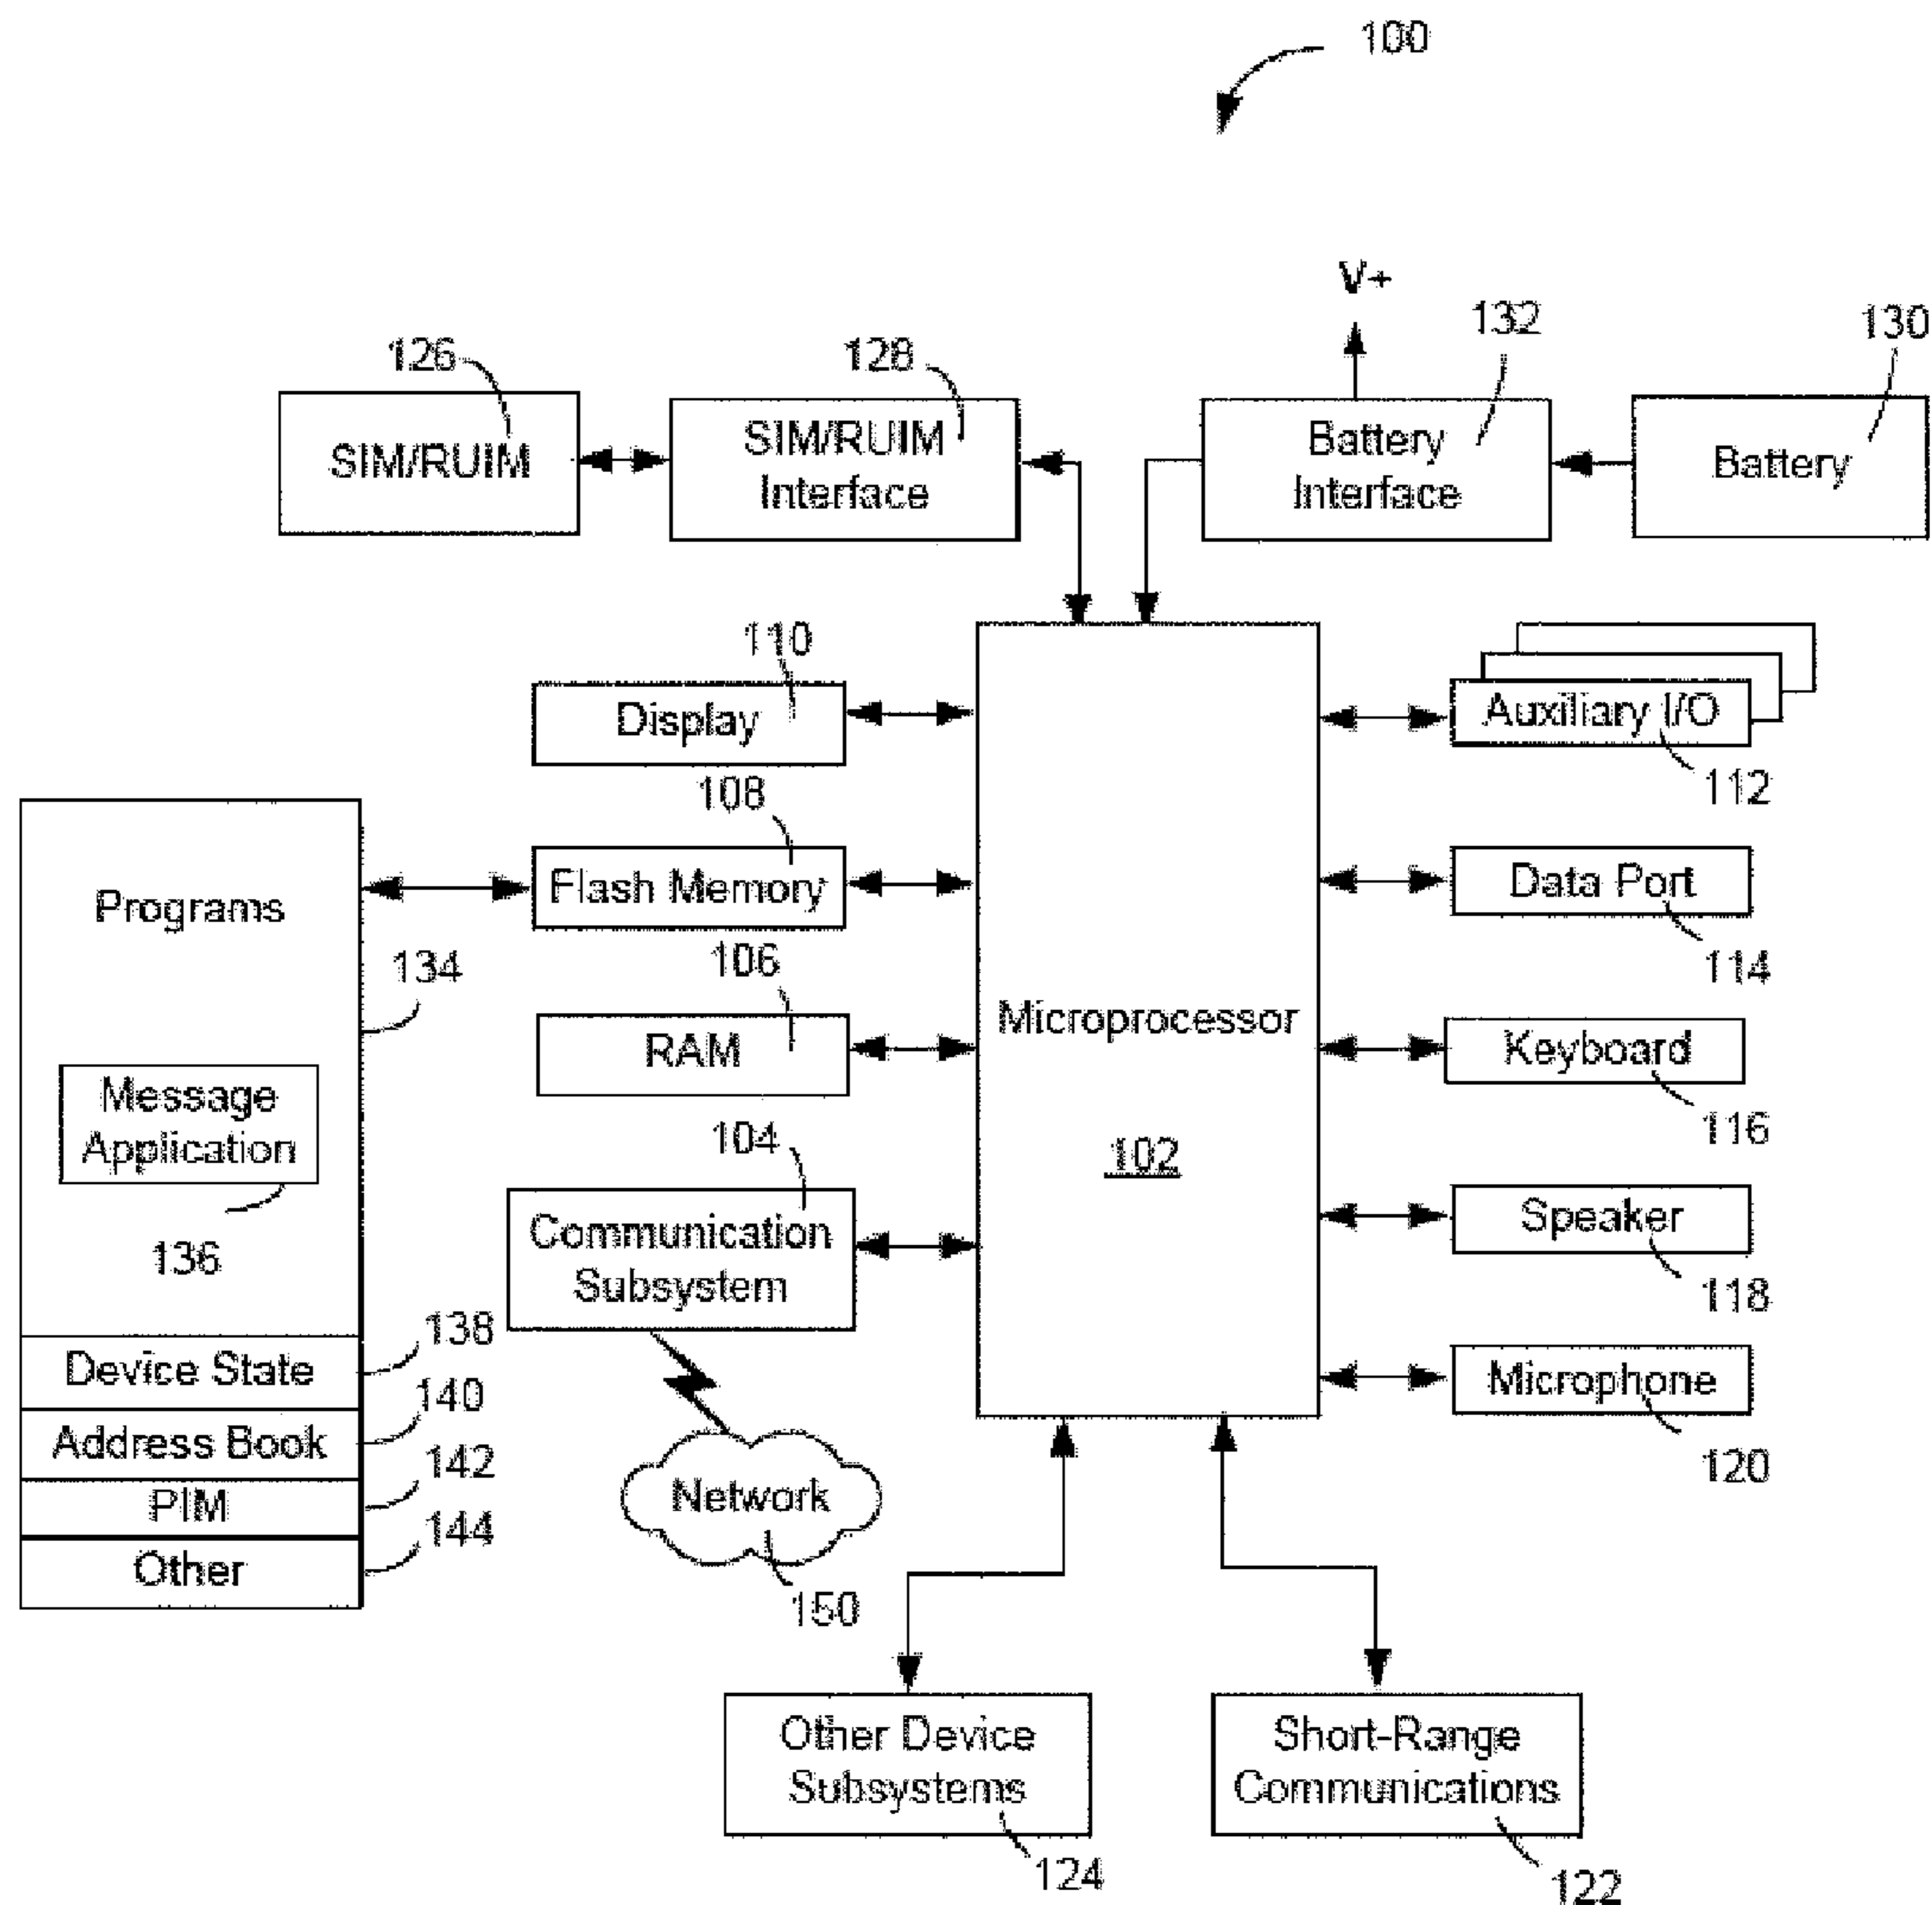 100
V+
132
130
126
128
SIM/RUIM
SIM/RUIM
Interface
Battery
Interface
Battery
110
Display
Auxiliary I/O
112
108
Flash Memory
Data Port
114
Programs
134
106
RAM
Microprocessor
102
Keyboard
116
Message
Application
136
104
Communication
Subsystem
Speaker
118
138
Device State
140
Address Book
142
PIM
144
Other
Microphone
120
Network
150
Other Device
Subsystems
124
Short-Range
Communications
122